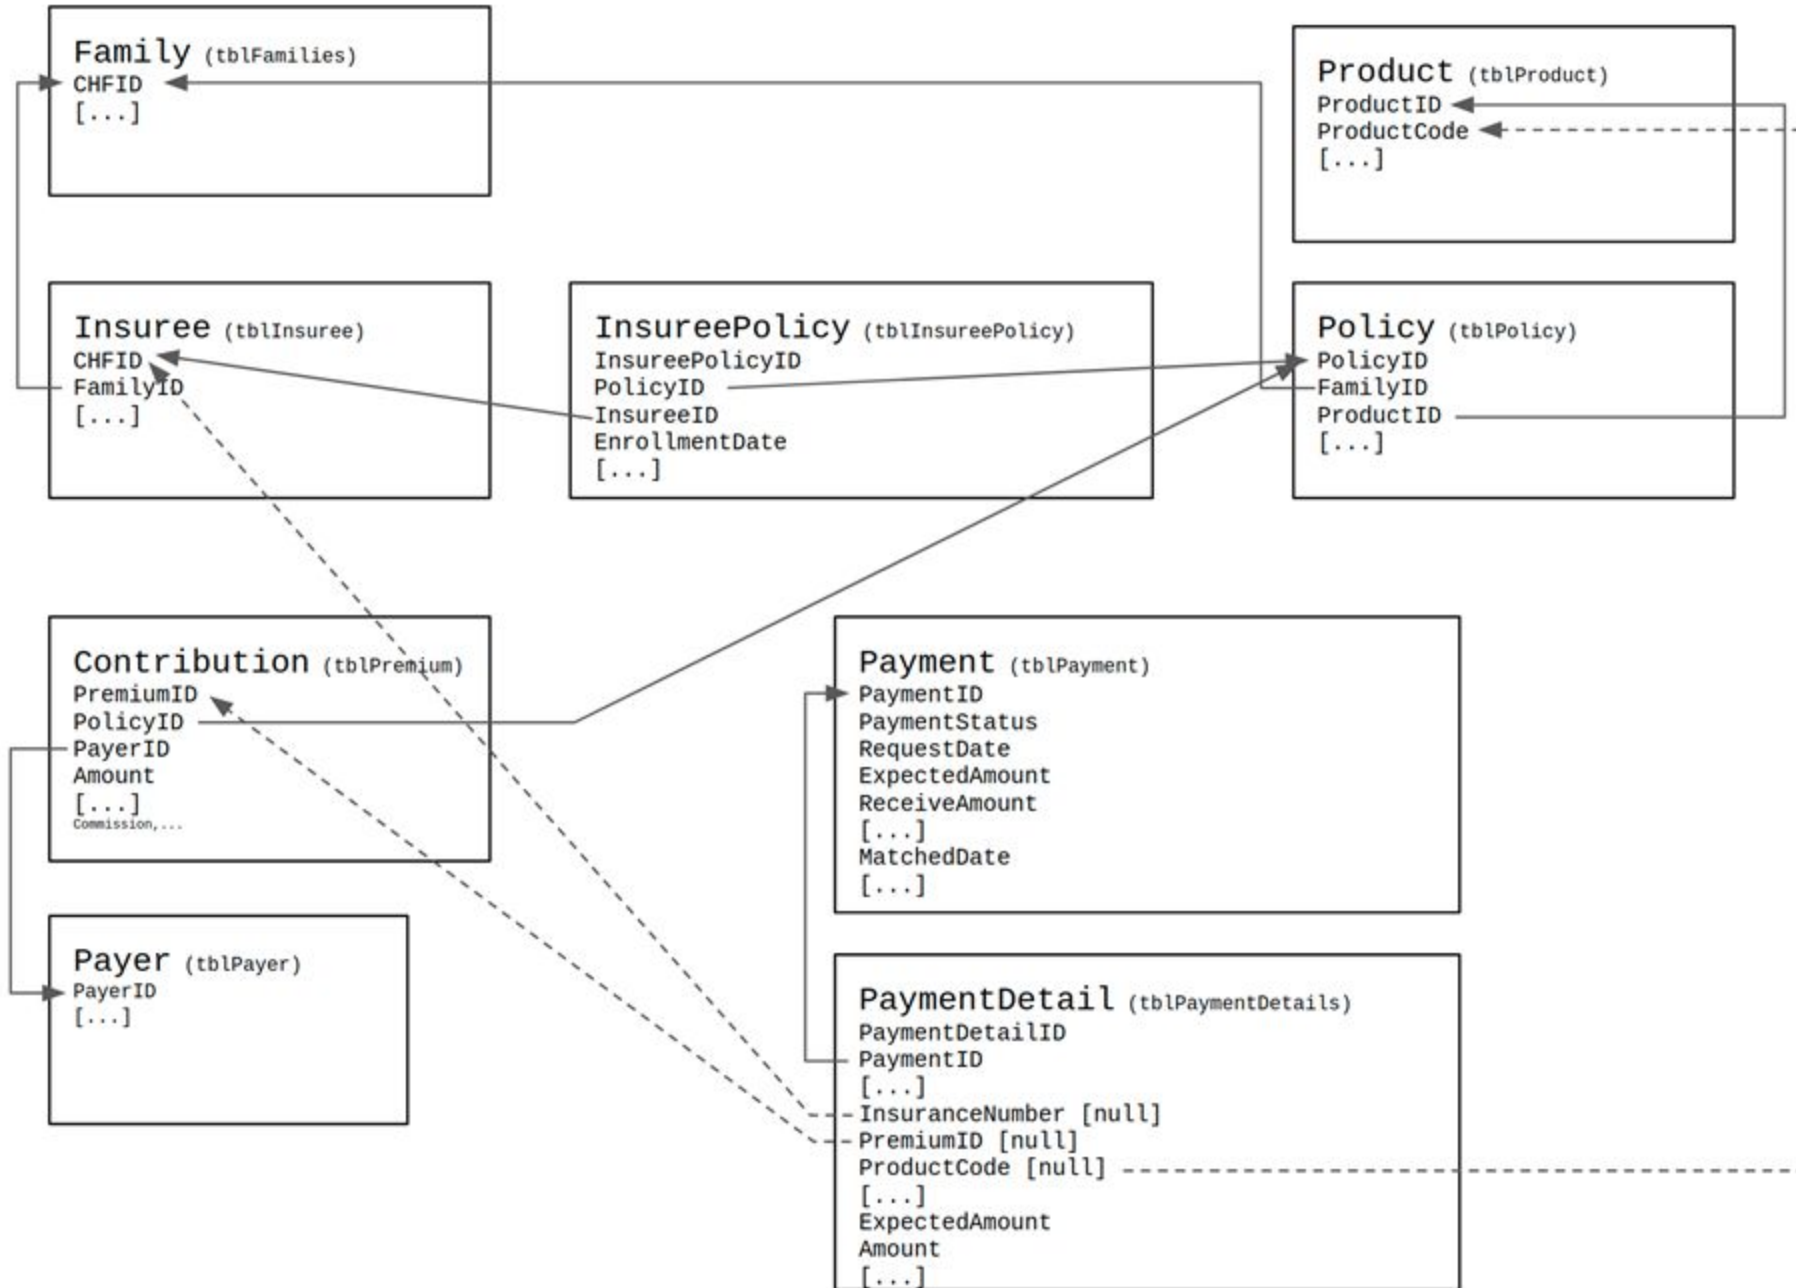 Family (tblFamilies)
CHFID
[...]
Product (tblProduct)
ProductID
ProductCode
[...]
Insuree (tblInsuree)
CHFID
FamilyID
[...]
InsureePolicy (tblInsureePolicy)
InsureePolicyID
PolicyID
InsureeID
EnrollmentDate
[...]
Policy (tblPolicy)
PolicyID
FamilyID
ProductID
[...]
Contribution (tblPremium)
PremiumID
PolicyID
PayerID
Amount
[...]
Commission,...
Payment (tblPayment)
PaymentID
PaymentStatus
RequestDate
ExpectedAmount
ReceiveAmount
[...]
MatchedDate
[...]
Payer (tblPayer)
PayerID
[...]
PaymentDetail (tblPaymentDetails)
PaymentDetailID
PaymentID
[...]
InsuranceNumber [null]
PremiumID [null]
ProductCode [null]
[...]
ExpectedAmount
Amount
[...]